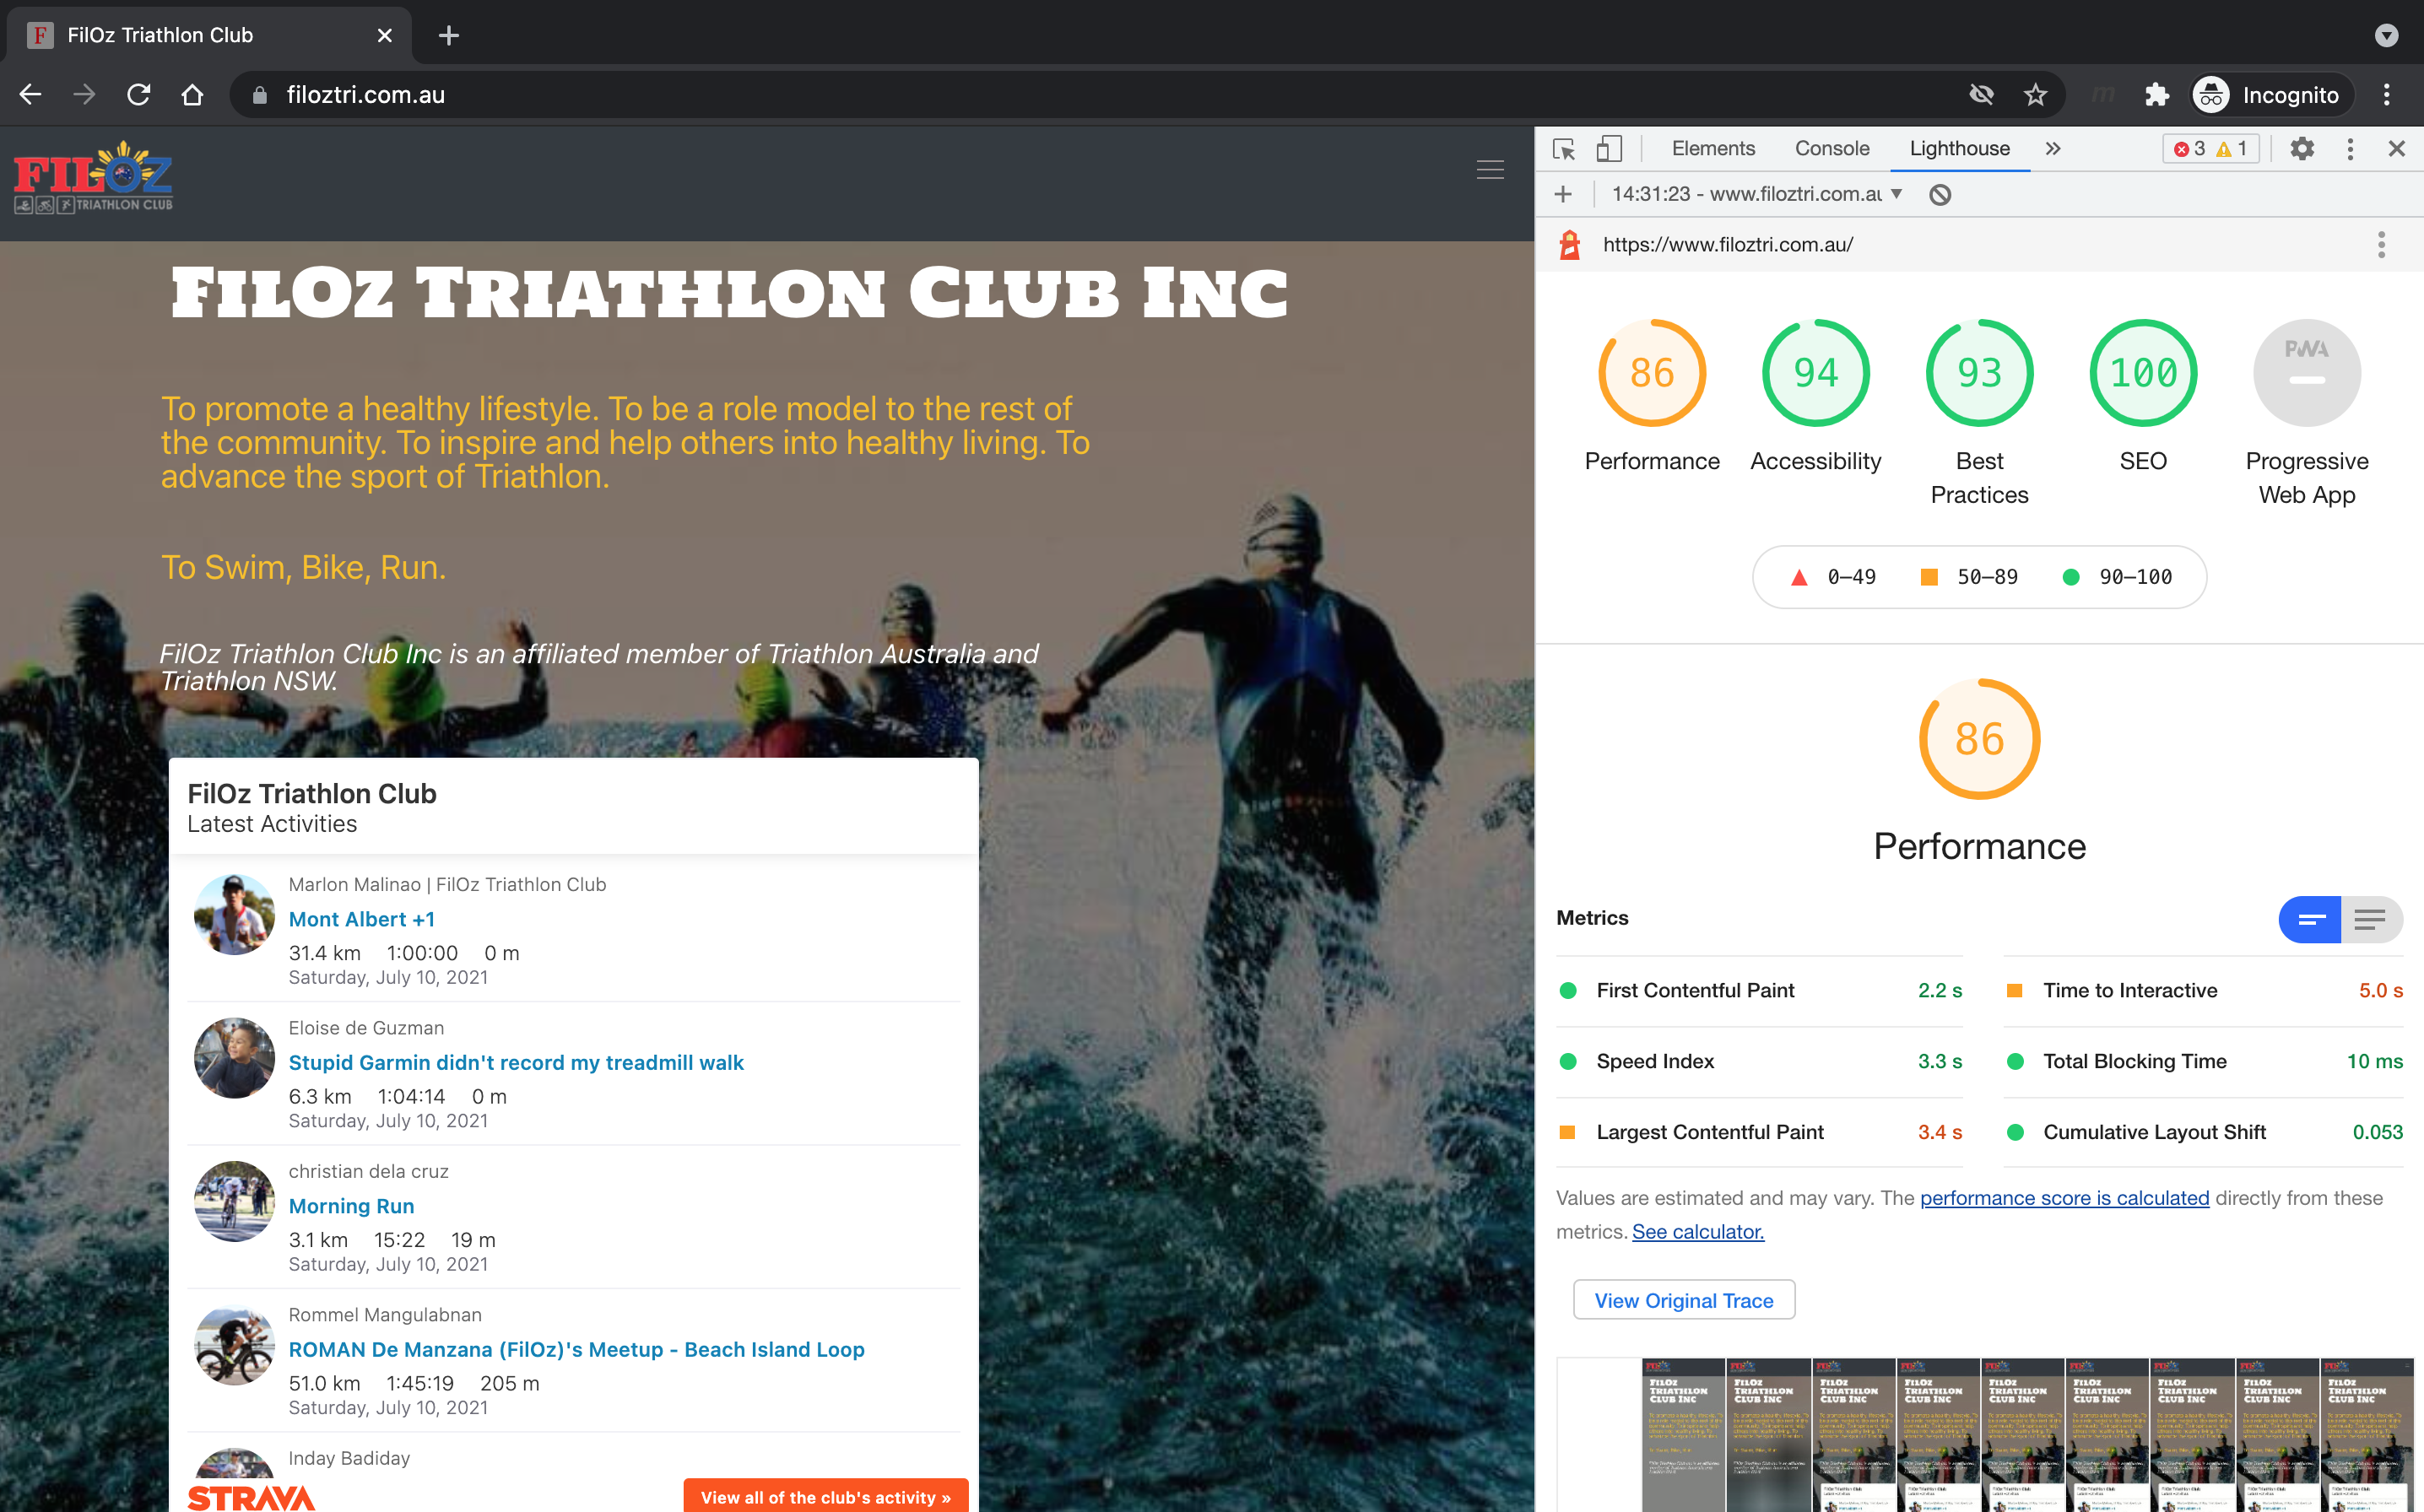 F FilOz Triathlon Club
filoztri.com.au
Incognito
FILOZ
TRIATHLON CLUB
FilOz Triathlon Club Inc
To promote a healthy lifestyle. To be a role model to the rest of
the community. To inspire and help others into healthy living. To
advance the sport of Triathlon.
To Swim, Bike, Run.
FilOz Triathlon Club Inc is an affiliated member of Triathlon Australia and
Triathlon NSW.
FilOz Triathlon Club
Latest Activities
Marlon Malinao | FilOz Triathlon Club
Mont Albert +1
31.4 km 1:00:00 0 m
Saturday, July 10, 2021
Eloise de Guzman
Stupid Garmin didn't record my treadmill walk
6.3 km 1:04:14 0 m
Saturday, July 10, 2021
christian dela cruz
Morning Run
3.1 km 15:22 19 m
Saturday, July 10, 2021
Rommel Mangulabnan
ROMAN De Manzana (FilOz)'s Meetup - Beach Island Loop
51.0 km 1:45:19 205 m
Saturday, July 10, 2021
Inday Badiday
STRAVA
View all of the club's activity »
Elements Console Lighthouse » 3 1
14:31:23 - www.filoztri.com.au
https://www.filoztri.com.au/
86 94 93 100 PWA
Performance Accessibility Best Practices SEO Progressive Web App
0–49 50–89 90–100
86
Performance
Metrics
First Contentful Paint 2.2 s
Time to Interactive 5.0 s
Speed Index 3.3 s
Total Blocking Time 10 ms
Largest Contentful Paint 3.4 s
Cumulative Layout Shift 0.053
Values are estimated and may vary. The performance score is calculated directly from these
metrics. See calculator.
View Original Trace